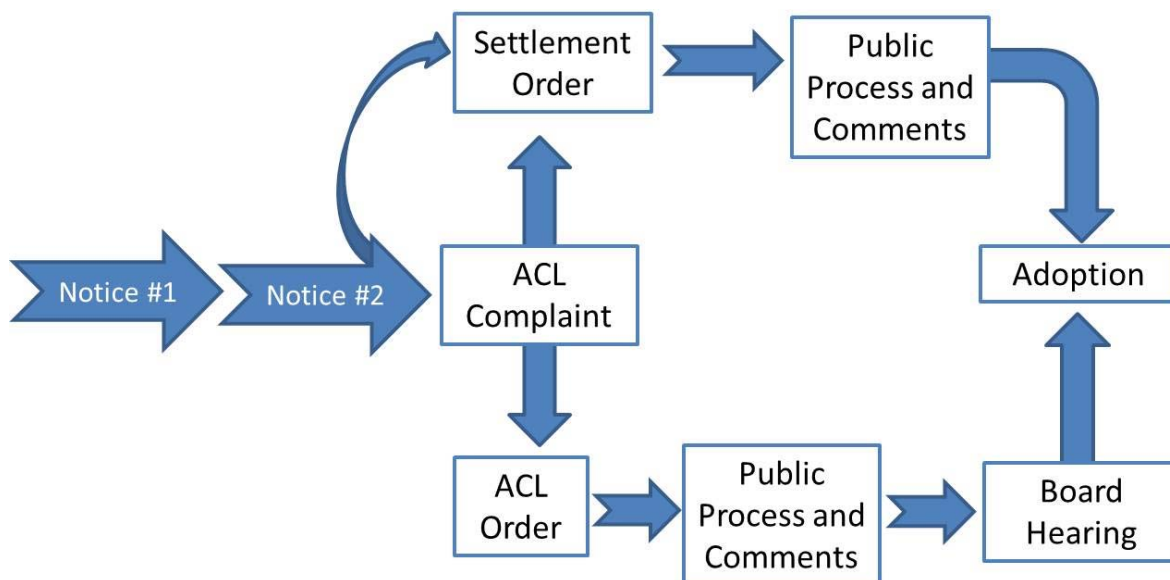 Settlement
Order
Public
Process and
Comments
Notice #1
Notice #2
ACL
Complaint
Adoption
ACL
Order
Public
Process and
Comments
Board
Hearing